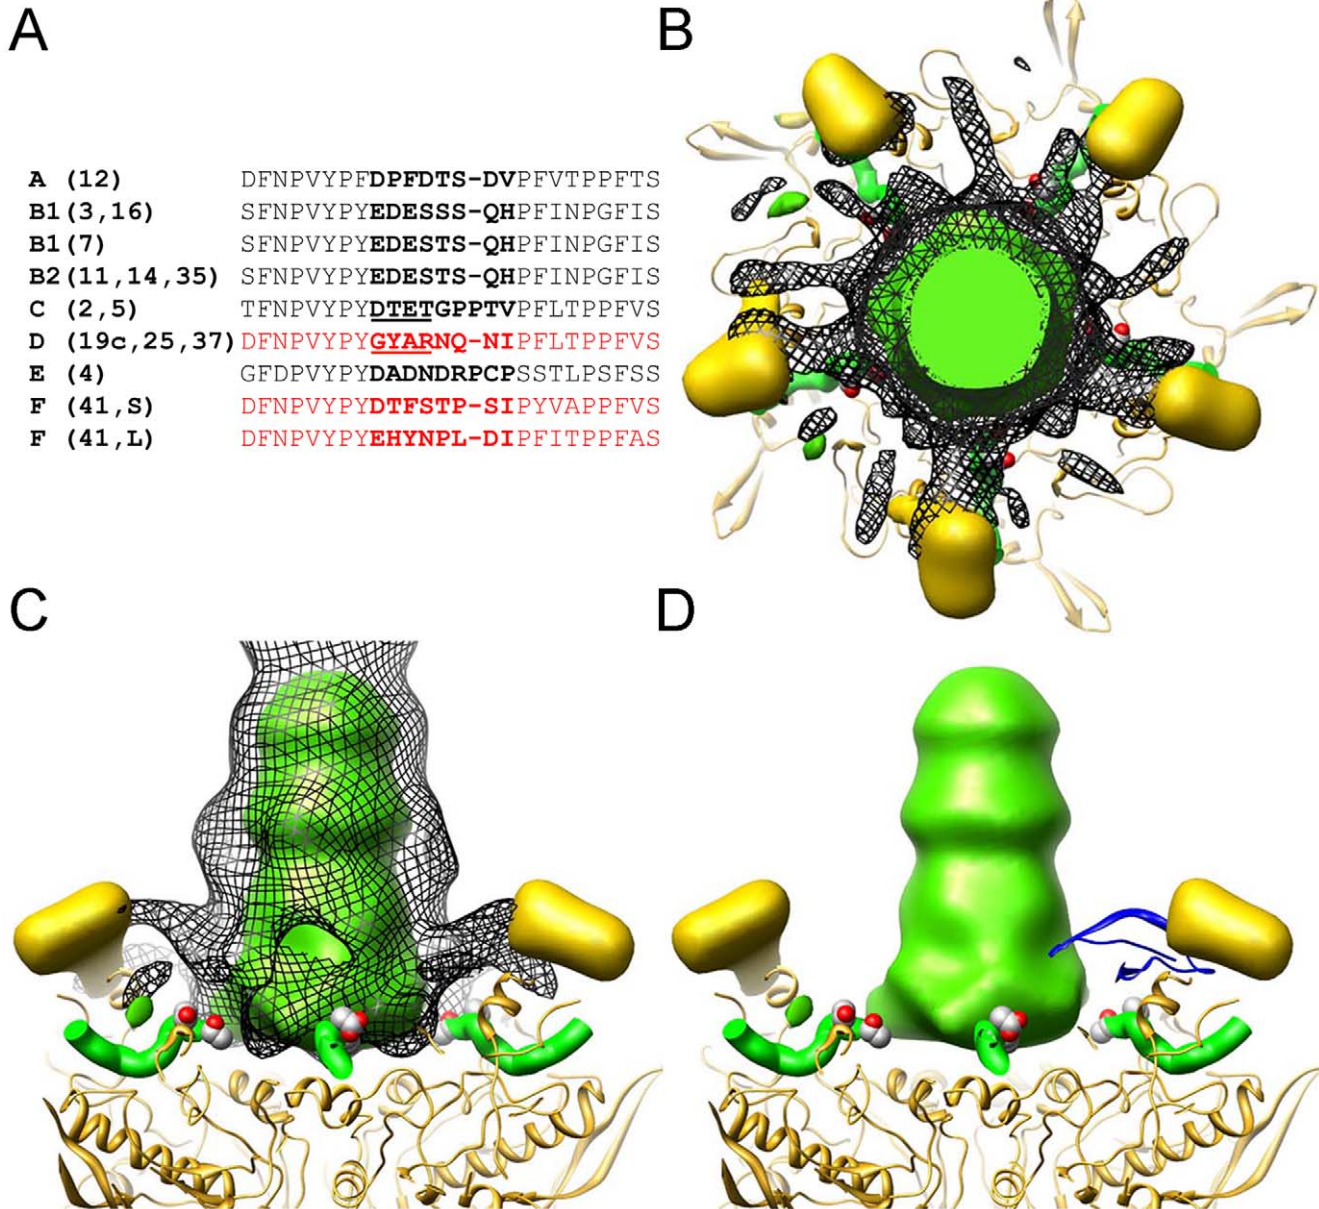 A
B
A (12) DFNPVYPFDPFDTS-DVPFVTPPFTS
B1(3,16) SFNPVYPYEDESSS-QHPFINPGFIS
B1(7) SFNPVYPYEDESTS-QHPFINPGFIS
B2(11,14,35) SFNPVYPYEDESTS-QHPFINPGFIS
C (2,5) TFNPVYPYDTETGPPTVPFLTPPFVS
D (19c,25,37) DFNPVYPYGYARNQ-NIPFLTPPFVS
E (4) GFDPVYPYDADNDRPCPSSTLPSFSS
F (41,S) DFNPVYPYDTFSTP-SIPYVAPPFVS
F (41,L) DFNPVYPYEHYNPL-DIPFITPPFAS
C
D